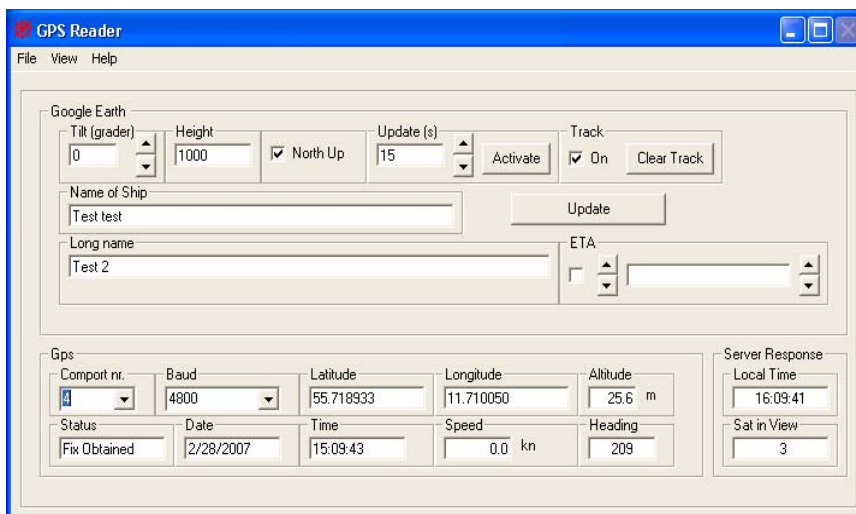 GPS Reader
File View Help
Google Earth
Tilt (grader) Height Update (s) Track
0 1000 North Up 15 Activate On Clear Track
Name of Ship
Test test Update
Long name ETA
Test 2
Gps Server Response
Comport nr. Baud Latitude Longitude Altitude Local Time
4 4800 55.718933 11.710050 25.6 m 16:09:41
Status Date Time Speed Heading Sat in View
Fix Obtained 2/28/2007 15:09:43 0.0 kn 209 3